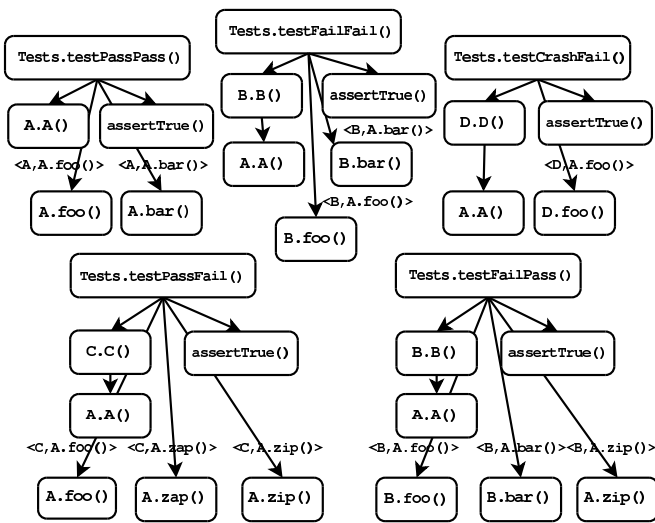 Tests.testPassPass()
A.A()
assertTrue()
<A,A.foo()>
<A,A.bar()>
A.foo()
A.bar()
Tests.testFailFail()
B.B()
assertTrue()
<B,A.bar()>
A.A()
B.bar()
<B,A.foo()>
B.foo()
Tests.testCrashFail()
D.D()
assertTrue()
<D,A.foo()>
A.A()
D.foo()
Tests.testPassFail()
C.C()
assertTrue()
A.A()
<C,A.foo()>
<C,A.zap()>
<C,A.zip()>
A.foo()
A.zap()
A.zip()
Tests.testFailPass()
B.B()
assertTrue()
A.A()
<B,A.foo()>
<B,A.bar()>
<B,A.zip()>
B.foo()
B.bar()
A.zip()